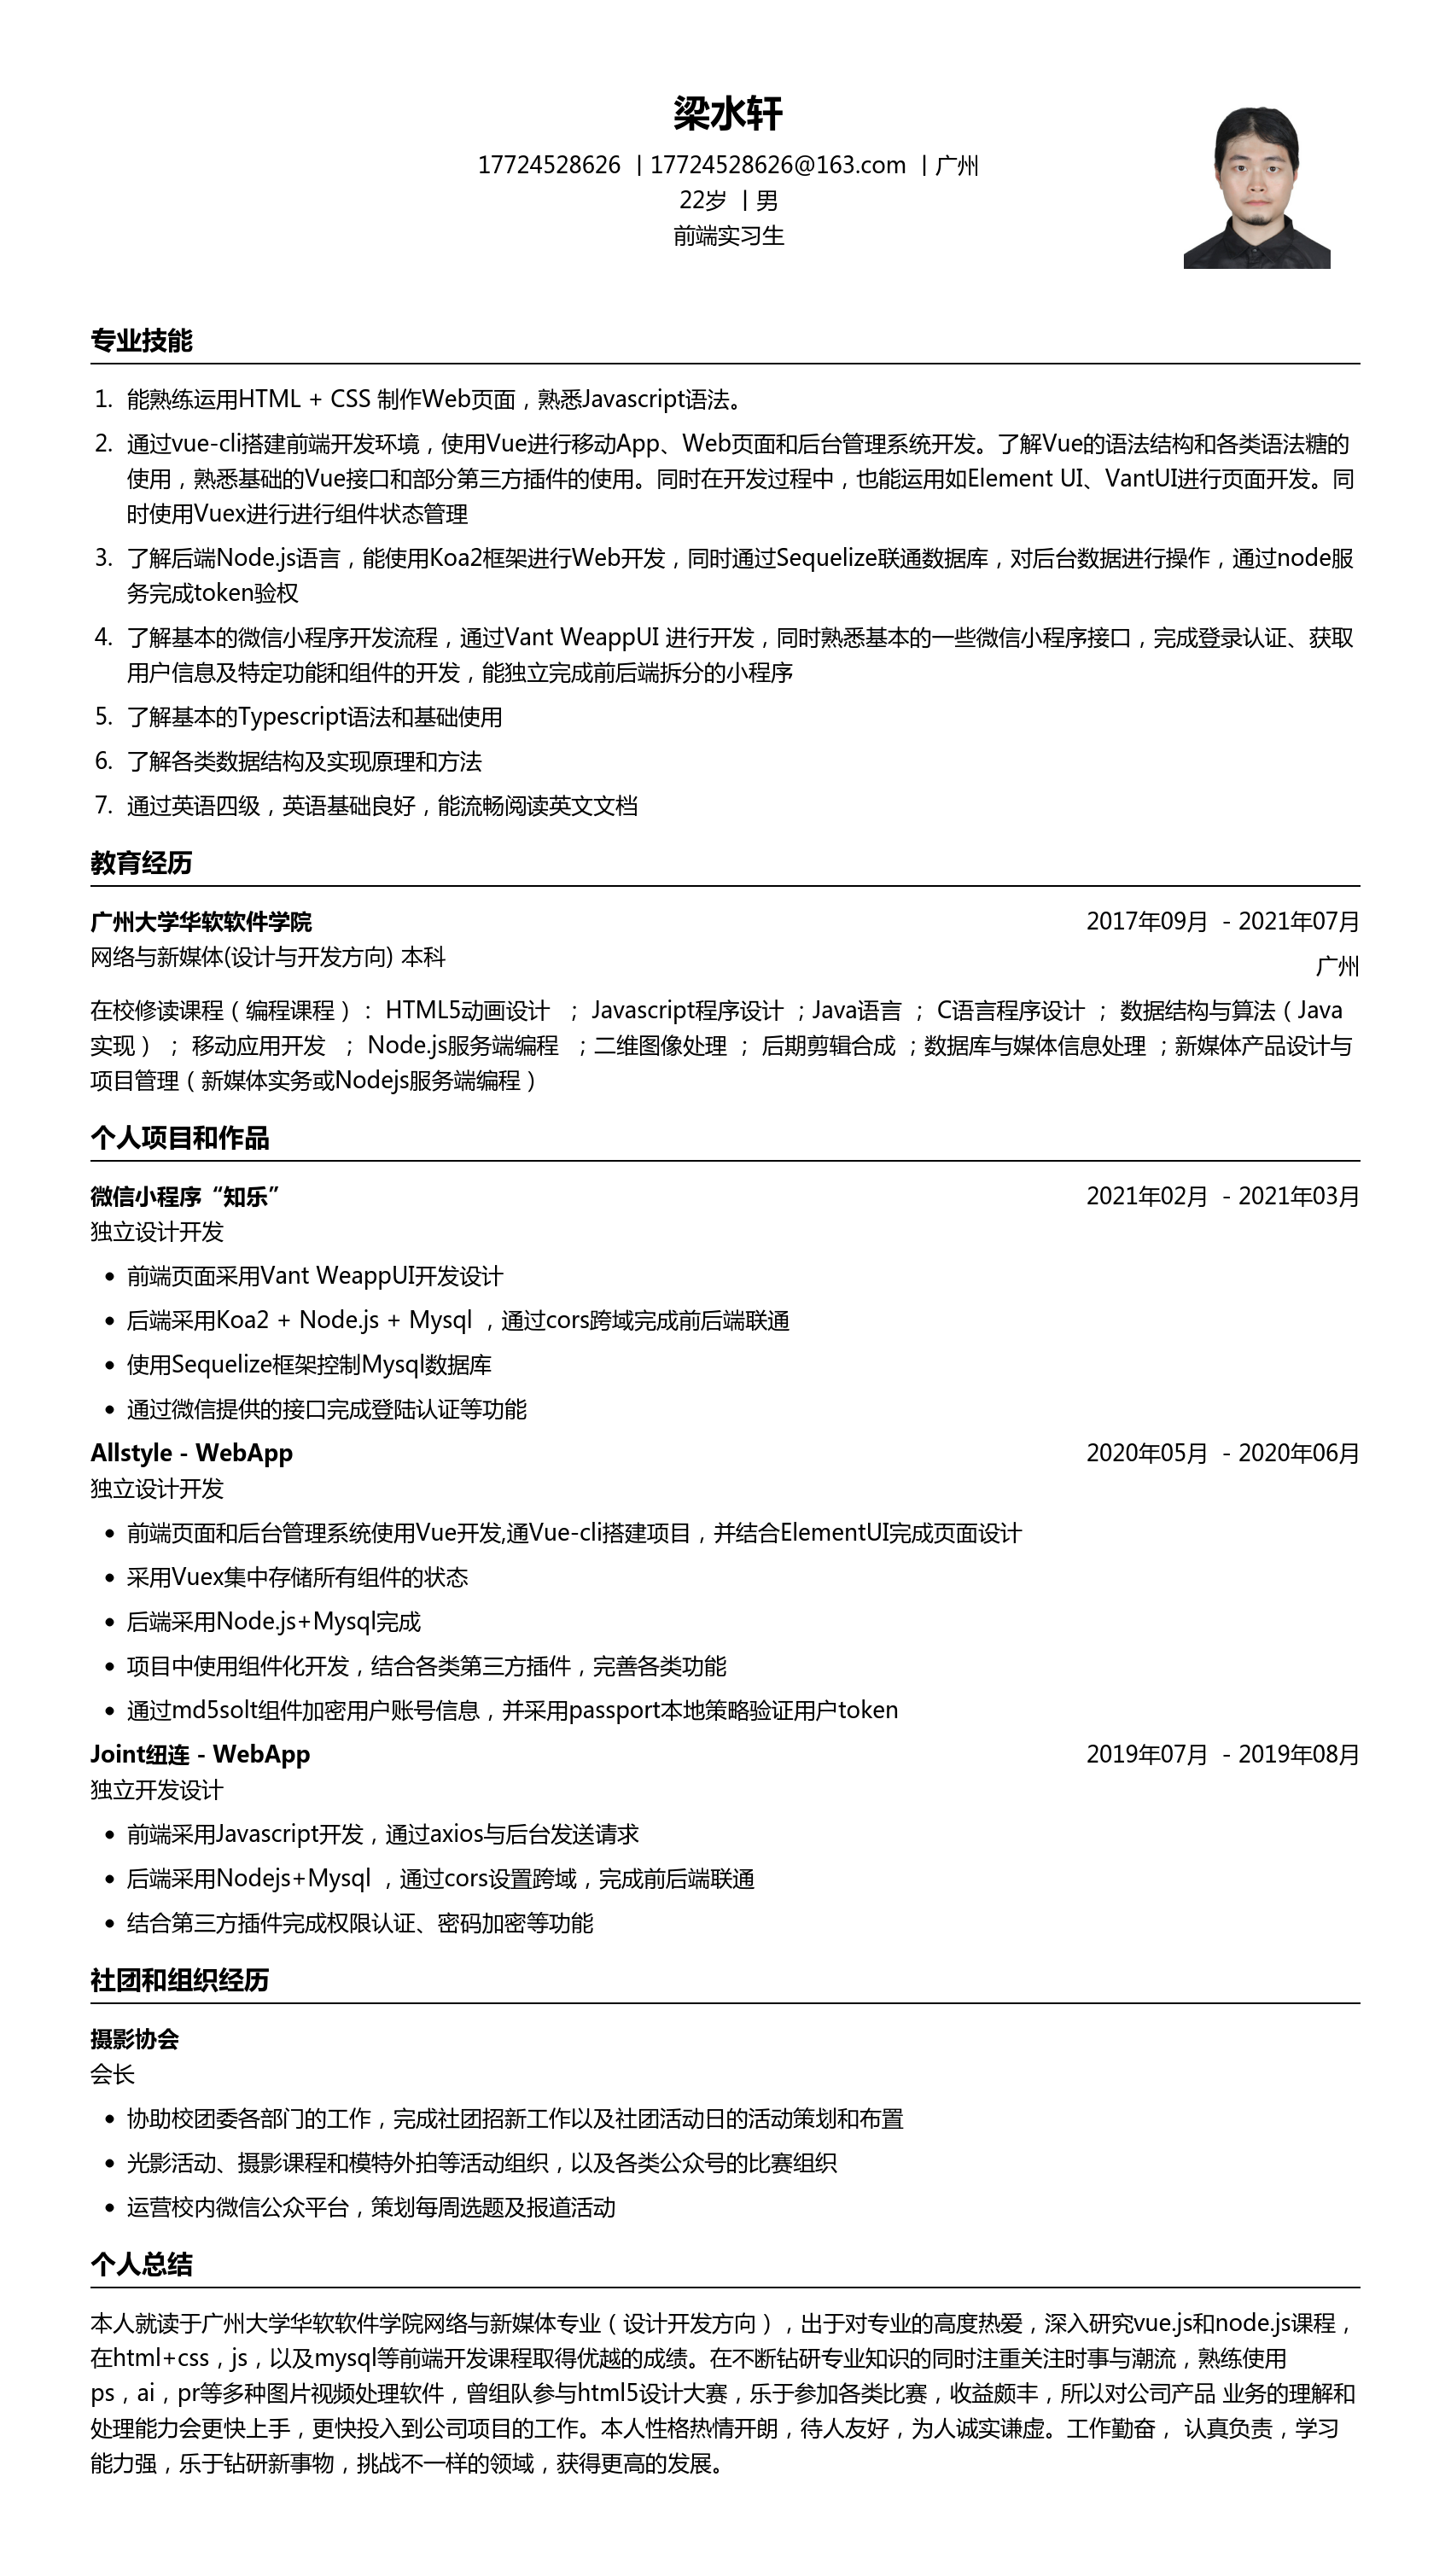 梁水轩
17724528626 | 17724528626@163.com | 广州
22岁 | 男
前端实习生
专业技能
1. 能熟练运用HTML + CSS 制作Web页面，熟悉Javascript语法。
2. 通过vue-cli搭建前端开发环境，使用Vue进行移动App、Web页面和后台管理系统开发。了解Vue的语法结构和各类语法糖的
使用，熟悉基础的Vue接口和部分第三方插件的使用。同时在开发过程中，也能运用如Element UI、VantUI进行页面开发。同
时使用Vuex进行进行组件状态管理
3. 了解后端Node.js语言，能使用Koa2框架进行Web开发，同时通过Sequelize联通数据库，对后台数据进行操作，通过node服
务完成token验权
4. 了解基本的微信小程序开发流程，通过Vant WeappUI 进行开发，同时熟悉基本的一些微信小程序接口，完成登录认证、获取
用户信息及特定功能和组件的开发，能独立完成前后端拆分的小程序
5. 了解基本的Typescript语法和基础使用
6. 了解各类数据结构及实现原理和方法
7. 通过英语四级，英语基础良好，能流畅阅读英文文档
教育经历
广州大学华软软件学院 2017年09月 - 2021年07月
网络与新媒体(设计与开发方向) 本科 广州
在校修读课程（编程课程）： HTML5动画设计 ； Javascript程序设计 ；Java语言 ； C语言程序设计 ； 数据结构与算法（Java
实现） ； 移动应用开发 ； Node.js服务端编程 ；二维图像处理 ； 后期剪辑合成 ；数据库与媒体信息处理 ；新媒体产品设计与
项目管理（新媒体实务或Nodejs服务端编程）
个人项目和作品
微信小程序“知乐” 2021年02月 - 2021年03月
独立设计开发
• 前端页面采用Vant WeappUI开发设计
• 后端采用Koa2 + Node.js + Mysql ，通过cors跨域完成前后端联通
• 使用Sequelize框架控制Mysql数据库
• 通过微信提供的接口完成登陆认证等功能
Allstyle - WebApp 2020年05月 - 2020年06月
独立设计开发
• 前端页面和后台管理系统使用Vue开发,通Vue-cli搭建项目，并结合ElementUI完成页面设计
• 采用Vuex集中存储所有组件的状态
• 后端采用Node.js+Mysql完成
• 项目中使用组件化开发，结合各类第三方插件，完善各类功能
• 通过md5solt组件加密用户账号信息，并采用passport本地策略验证用户token
Joint纽连 - WebApp 2019年07月 - 2019年08月
独立开发设计
• 前端采用Javascript开发，通过axios与后台发送请求
• 后端采用Nodejs+Mysql ，通过cors设置跨域，完成前后端联通
• 结合第三方插件完成权限认证、密码加密等功能
社团和组织经历
摄影协会
会长
• 协助校团委各部门的工作，完成社团招新工作以及社团活动日的活动策划和布置
• 光影活动、摄影课程和模特外拍等活动组织，以及各类公众号的比赛组织
• 运营校内微信公众平台，策划每周选题及报道活动
个人总结
本人就读于广州大学华软软件学院网络与新媒体专业（设计开发方向），出于对专业的高度热爱，深入研究vue.js和node.js课程，
在html+css，js，以及mysql等前端开发课程取得优越的成绩。在不断钻研专业知识的同时注重关注时事与潮流，熟练使用
ps，ai，pr等多种图片视频处理软件，曾组队参与html5设计大赛，乐于参加各类比赛，收益颇丰，所以对公司产品 业务的理解和
处理能力会更快上手，更快投入到公司项目的工作。本人性格热情开朗，待人友好，为人诚实谦虚。工作勤奋， 认真负责，学习
能力强，乐于钻研新事物，挑战不一样的领域，获得更高的发展。